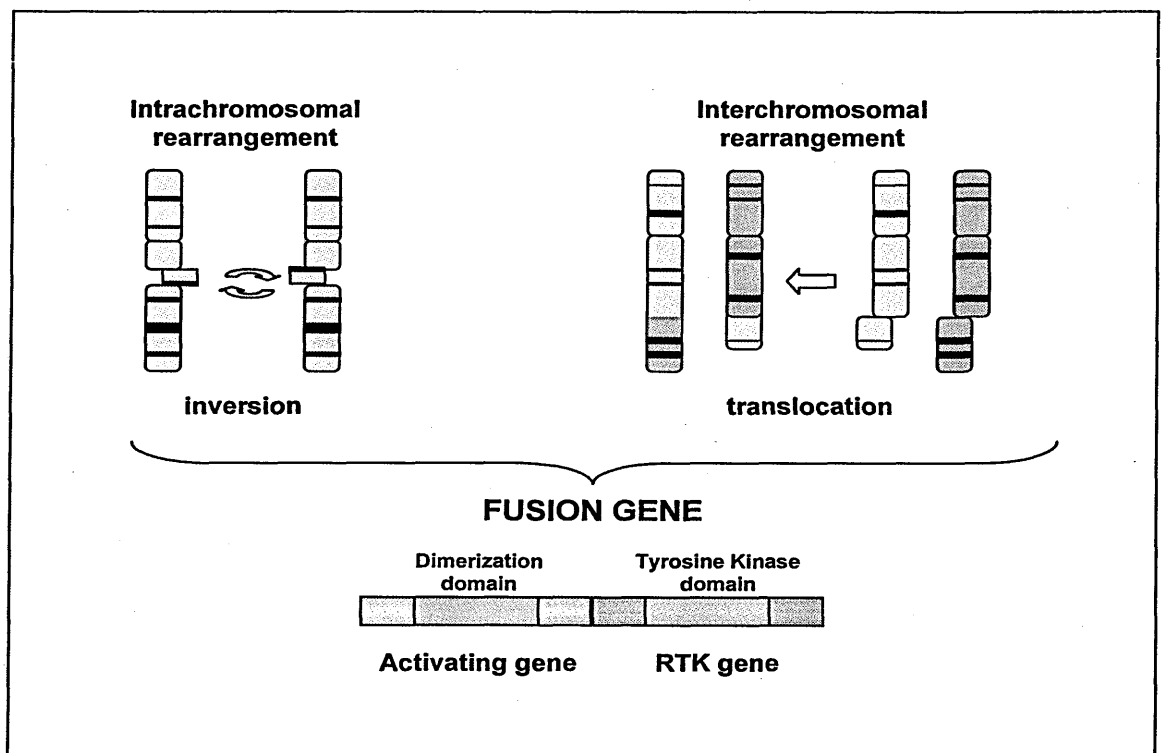 Intrachromosomal
rearrangement
Interchromosomal
rearrangement
inversion
translocation
FUSION GENE
Dimerization
domain
Tyrosine Kinase
domain
Activating gene
RTK gene